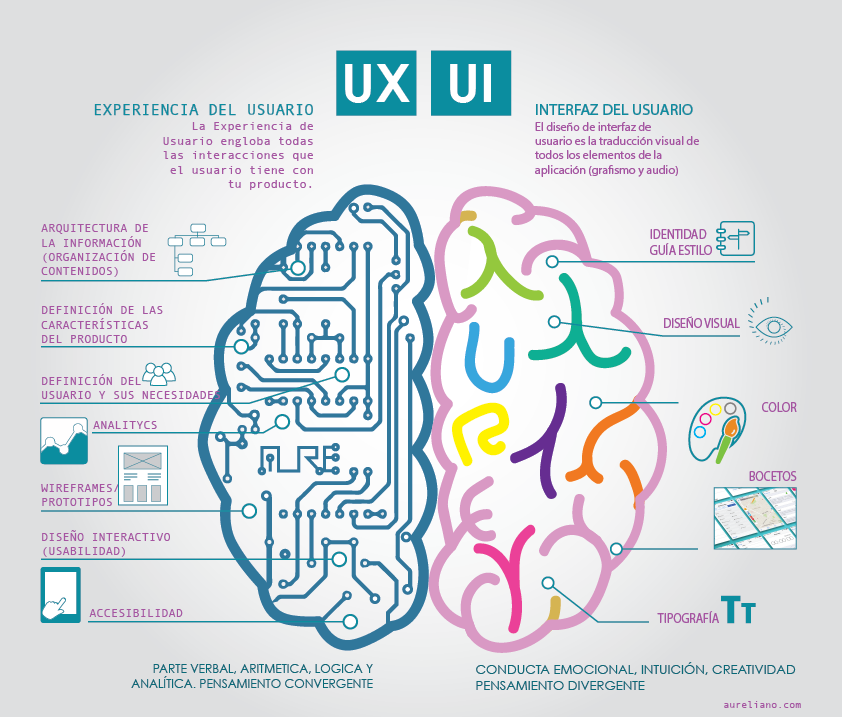 UX UI
EXPERIENCIA DEL USUARIO
La Experiencia de
Usuario engloba todas
las interacciones que
el usuario tiene con
tu producto.
INTERFAZ DEL USUARIO
El diseño de interfaz de
usuario es la traducción visual de
todos los elementos de la
aplicación (grafismo y audio)
ARQUITECTURA DE
LA INFORMACIÓN
(ORGANIZACIÓN DE
CONTENIDOS)
DEFINICIÓN DE LAS
CARACTERÍSTICAS
DEL PRODUCTO
DEFINICIÓN DEL
USUARIO Y SUS NECESIDADES
ANALITYCS
WIREFRAMES/
PROTOTIPOS
DISEÑO INTERACTIVO
(USABILIDAD)
ACCESIBILIDAD
IDENTIDAD
GUÍA ESTILO
DISEÑO VISUAL
COLOR
BOCETOS
TIPOGRAFÍA TT
PARTE VERBAL, ARITMETICA, LOGICA Y
ANALÍTICA. PENSAMIENTO CONVERGENTE
CONDUCTA EMOCIONAL, INTUICIÓN, CREATIVIDAD
PENSAMIENTO DIVERGENTE
aureliano.com